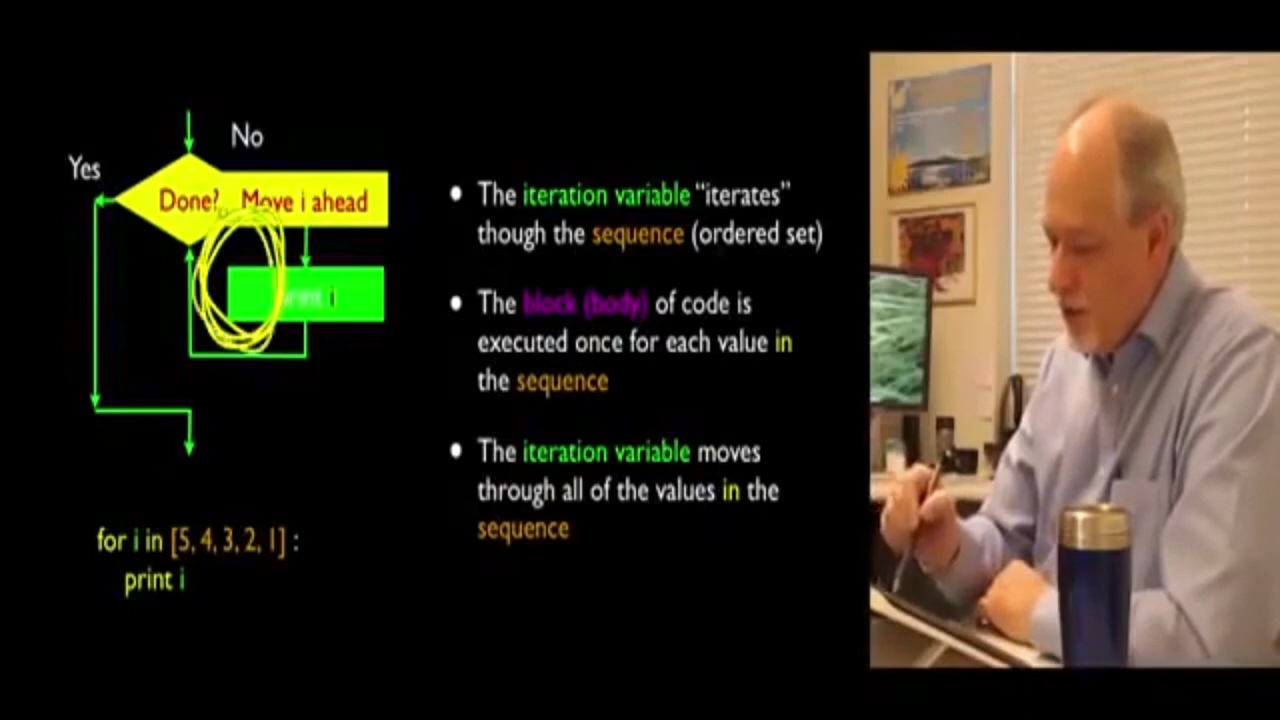 No
Yes
Done? Move i ahead
print i
for i in [5, 4, 3, 2, 1] :
print i
• The iteration variable “iterates”
though the sequence (ordered set)
• The block (body) of code is
executed once for each value in
the sequence
• The iteration variable moves
through all of the values in the
sequence